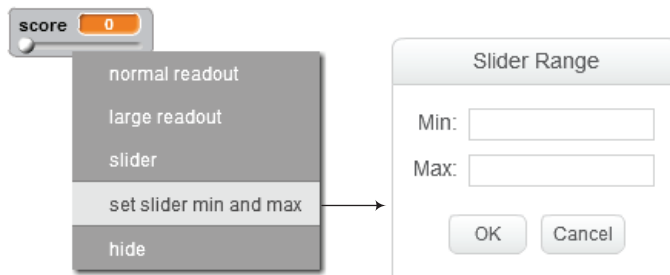 score 0
normal readout
large readout
slider
set slider min and max
hide
Slider Range
Min:
Max:
OK Cancel